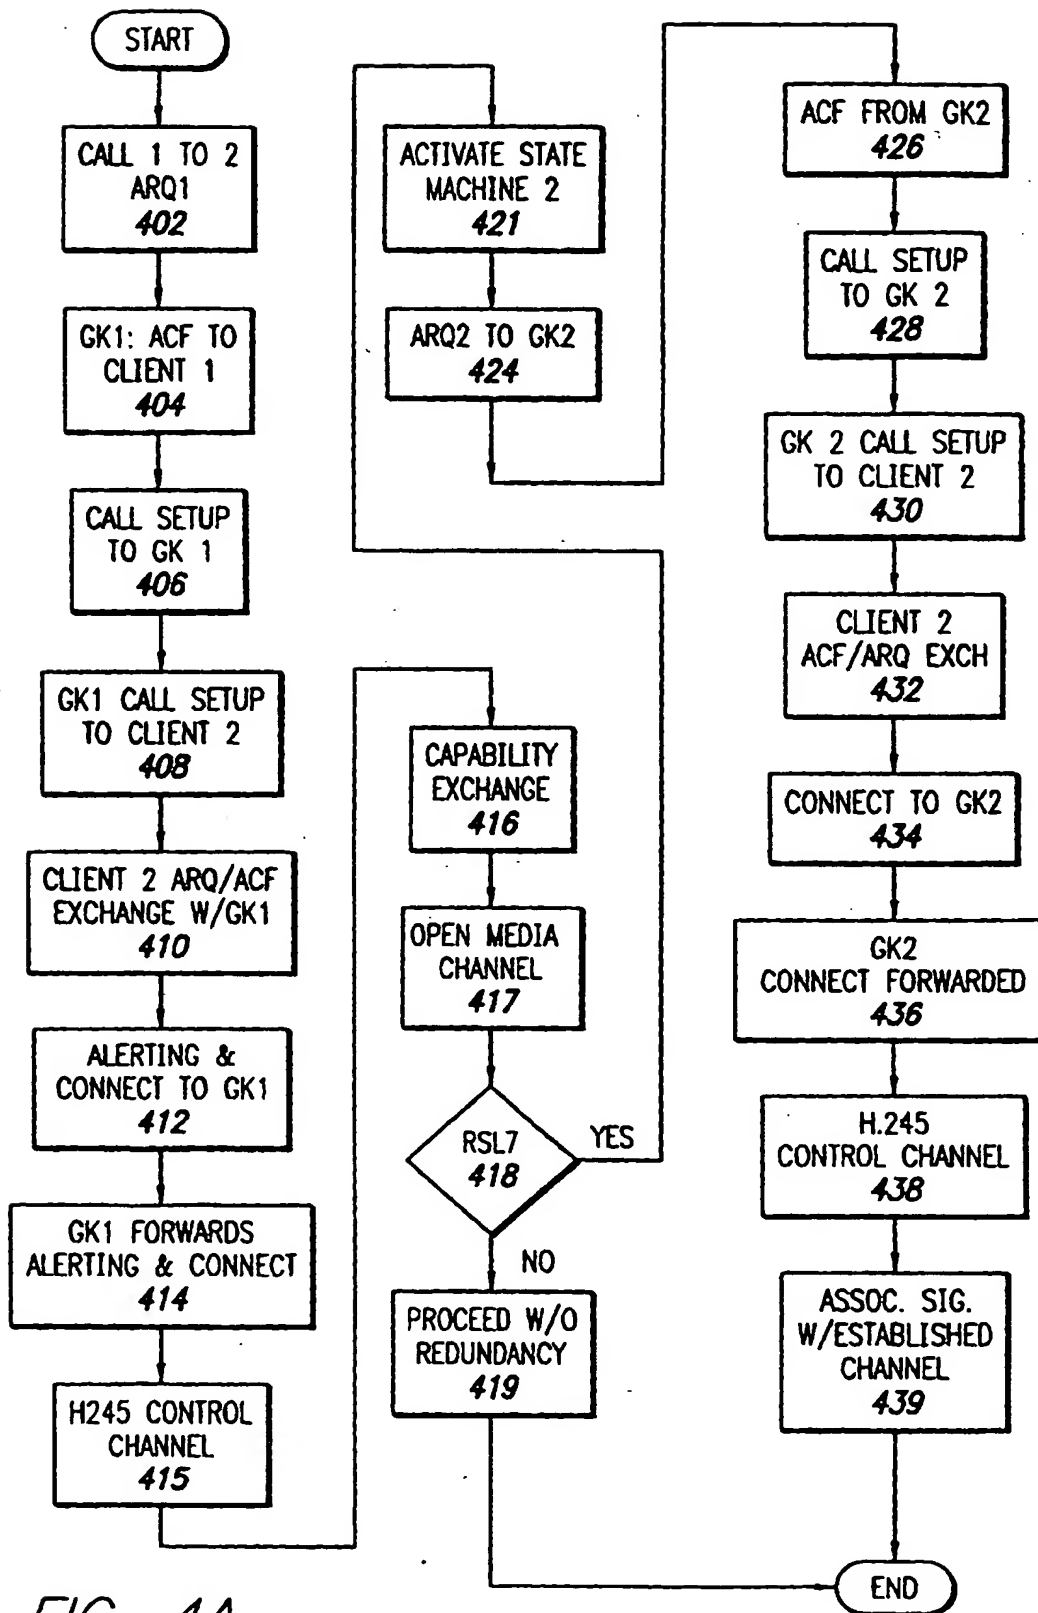 START
CALL 1 TO 2
ARQ1
402
GK1: ACF TO
CLIENT 1
404
CALL SETUP
TO GK 1
406
GK1 CALL SETUP
TO CLIENT 2
408
CLIENT 2 ARQ/ACF
EXCHANGE W/GK1
410
ALERTING &
CONNECT TO GK1
412
GK1 FORWARDS
ALERTING & CONNECT
414
H245 CONTROL
CHANNEL
415
CAPABILITY
EXCHANGE
416
OPEN MEDIA
CHANNEL
417
RSL7
418
YES
NO
PROCEED W/O
REDUNDANCY
419
ACTIVATE STATE
MACHINE 2
421
ARQ2 TO GK2
424
ACF FROM GK2
426
CALL SETUP
TO GK 2
428
GK 2 CALL SETUP
TO CLIENT 2
430
CLIENT 2
ACF/ARQ EXCH
432
CONNECT TO GK2
434
GK2
CONNECT FORWARDED
436
H.245
CONTROL CHANNEL
438
ASSOC. SIG.
W/ESTABLISHED
CHANNEL
439
END
FIG. 4A